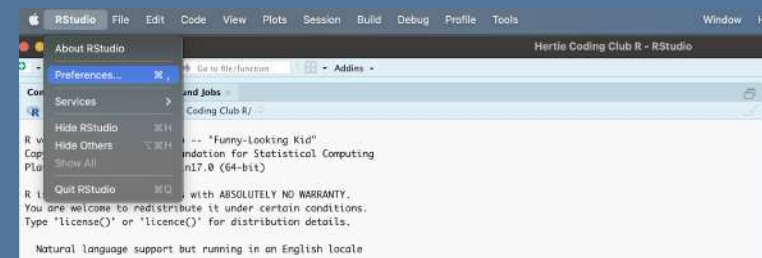 RStudio File Edit Code View Plots Session Build Debug Profile Tools Window
Hertie Coding Club R - RStudio
About RStudio
Preferences... ⌘ ,
Services
Hide RStudio ⌘H
Hide Others ⌥⌘H
Show All
Quit RStudio ⌘Q
Go to file/function Addins
und Jobs
Coding Club R/
R -- "Funny-Looking Kid"
ndation for Statistical Computing
n17.0 (64-bit)
with ABSOLUTELY NO WARRANTY.
You are welcome to redistribute it under certain conditions.
Type 'license()' or 'licence()' for distribution details.
Natural language support but running in an English locale